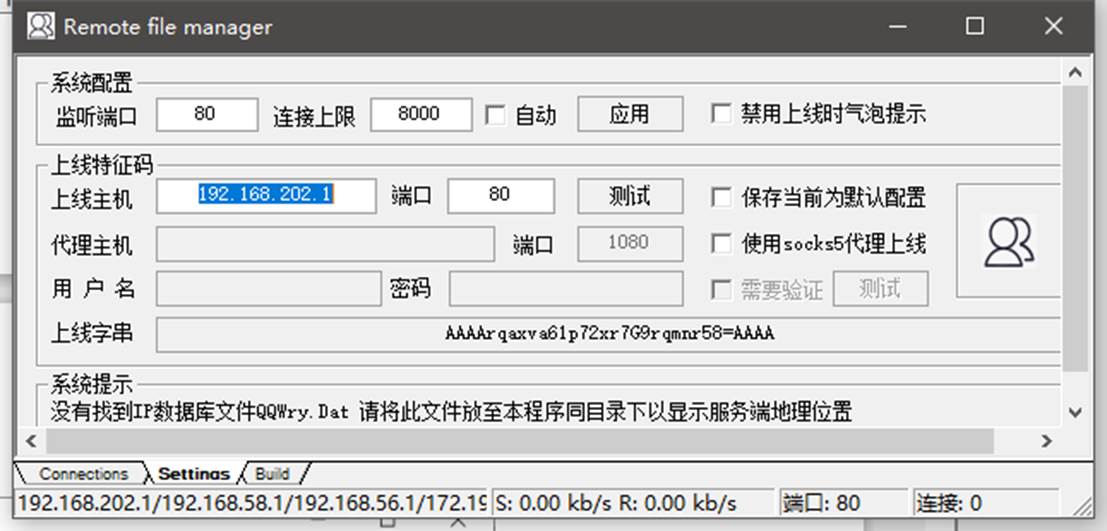 Remote file manager
系统配置
监听端口 80 连接上限 8000 自动 应用 禁用上线时气泡提示
上线特征码
上线主机 192.168.202.1 端口 80 测试 保存当前为默认配置
代理主机 端口 1080 使用socks5代理上线
用 户 名 密码 需要验证 测试
上线字串 AAAArqaxva61p72xr7G9rqmnr58=AAAA
系统提示
没有找到IP数据库文件QQWry.Dat 请将此文件放至本程序同目录下以显示服务端地理位置
Connections Settings Build
192.168.202.1/192.168.58.1/192.168.56.1/172.19 S: 0.00 kb/s R: 0.00 kb/s 端口: 80 连接: 0